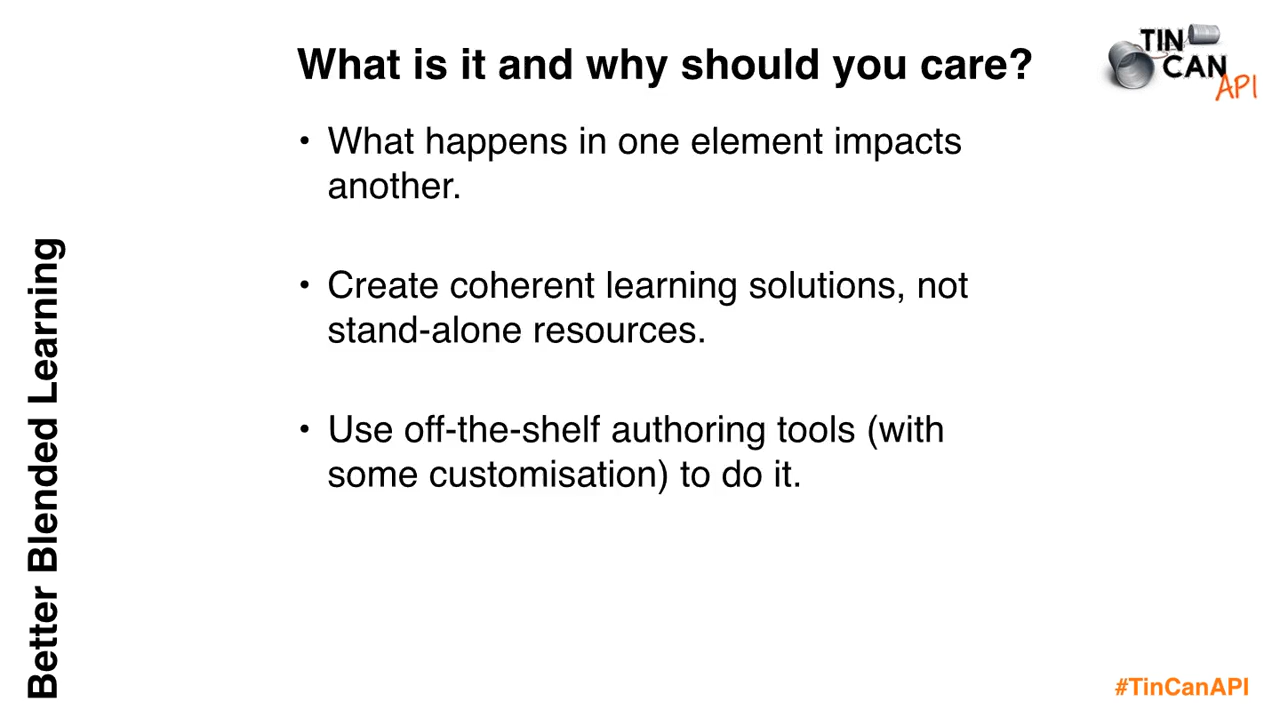 What is it and why should you care?
TIN
CAN
API
• What happens in one element impacts
another.
• Create coherent learning solutions, not
stand-alone resources.
• Use off-the-shelf authoring tools (with
some customisation) to do it.
Better Blended Learning
#TinCanAPI